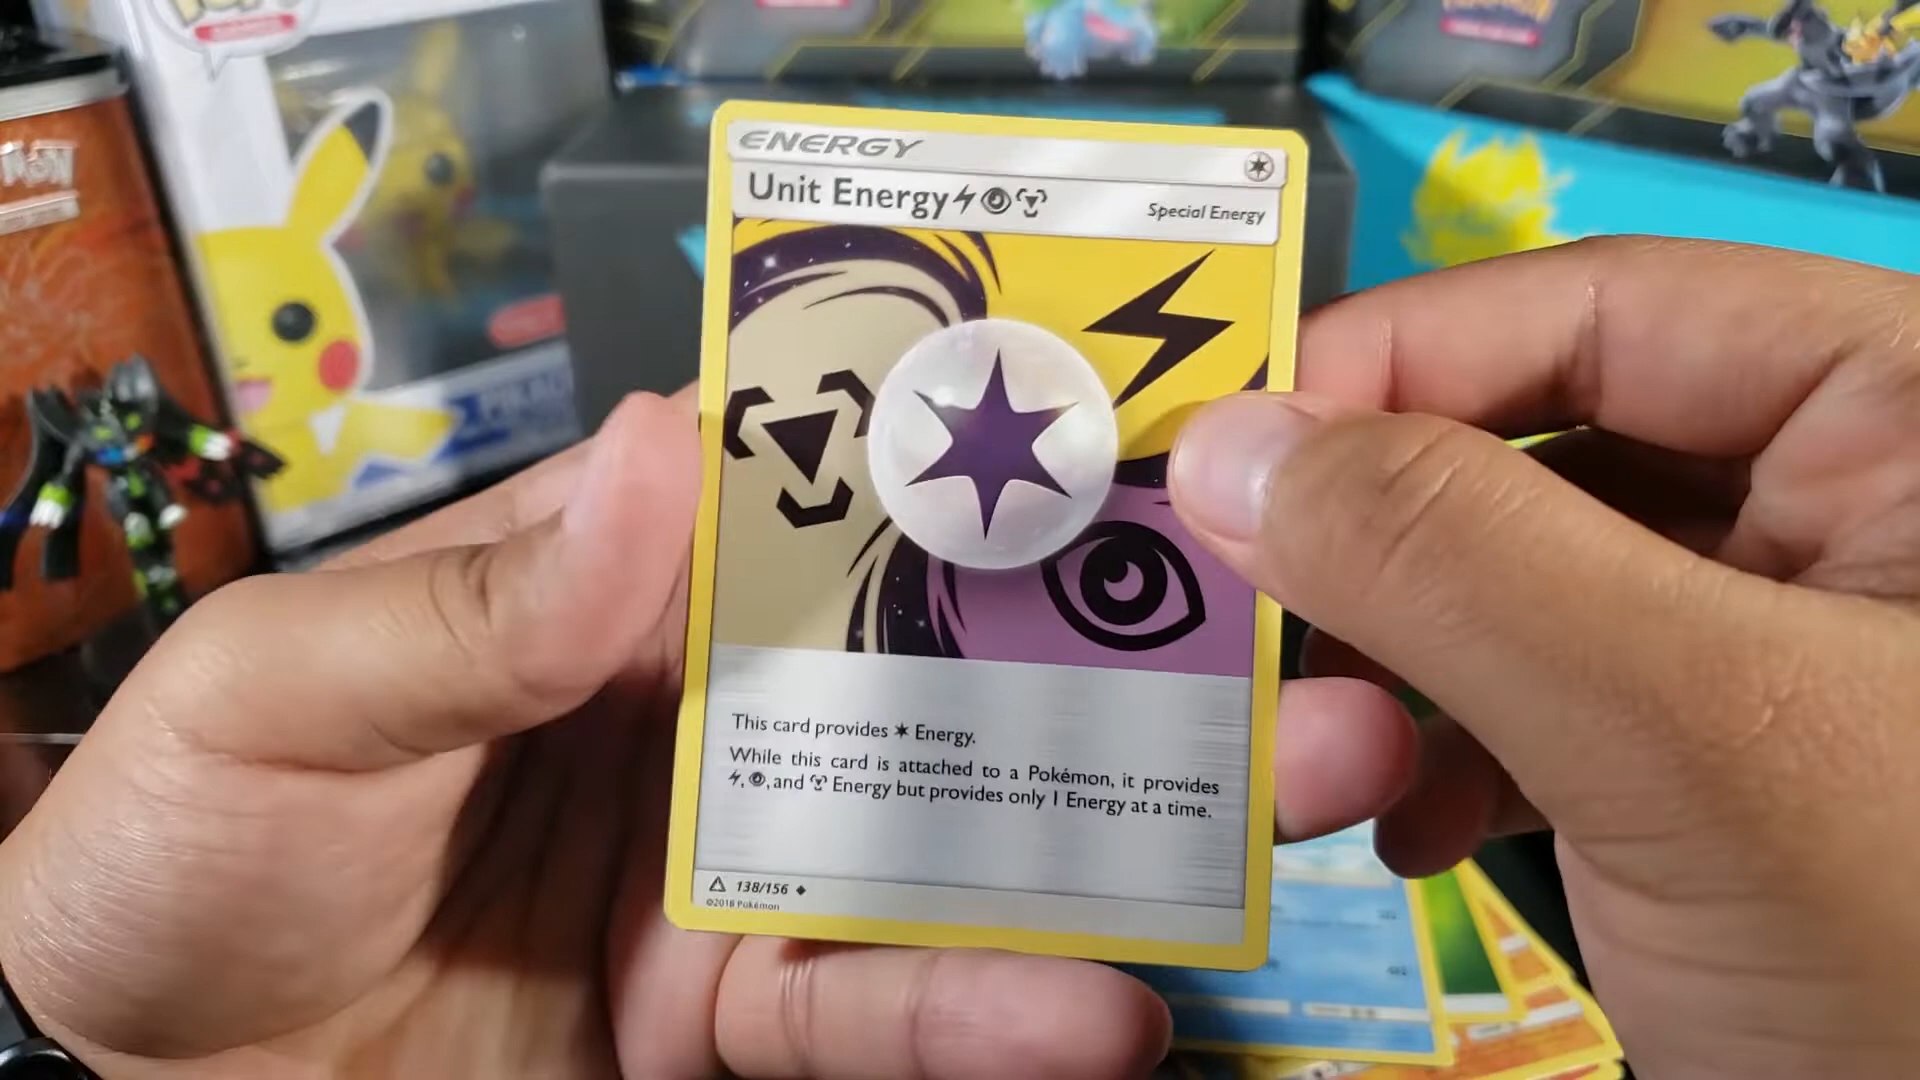 ENERGY
Unit Energy
Special Energy
This card provides Energy.
While this card is attached to a Pokémon, it provides
, , and Energy but provides only 1 Energy at a time.
138/156
©2018 Pokémon